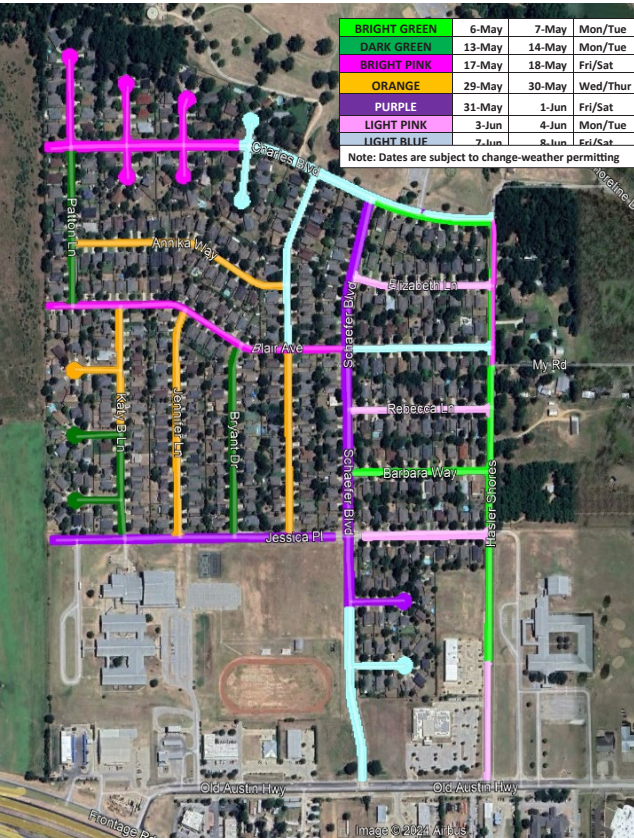 BRIGHT GREEN 6-May 7-May Mon/Tue
DARK GREEN 13-May 14-May Mon/Tue
BRIGHT PINK 17-May 18-May Fri/Sat
ORANGE 29-May 30-May Wed/Thur
PURPLE 31-May 1-Jun Fri/Sat
LIGHT PINK 3-Jun 4-Jun Mon/Tue
LIGHT BLUE 7-Jun 8-Jun Fri/Sat
Note: Dates are subject to change-weather permitting
Charles Blvd
Patton Ln
Annika Way
Elizabeth Ln
Schaefer Blvd
Blair Ave
My Rd
Katy B Ln
Jennifer Ln
Bryant Dr
Rebecca Ln
Barbara Way
Schaefer Blvd
Hasler Shores
Jessica Pl
Old Austin Hwy
Old Austin Hwy
Frontage Rd
Image © 2024 Airbus